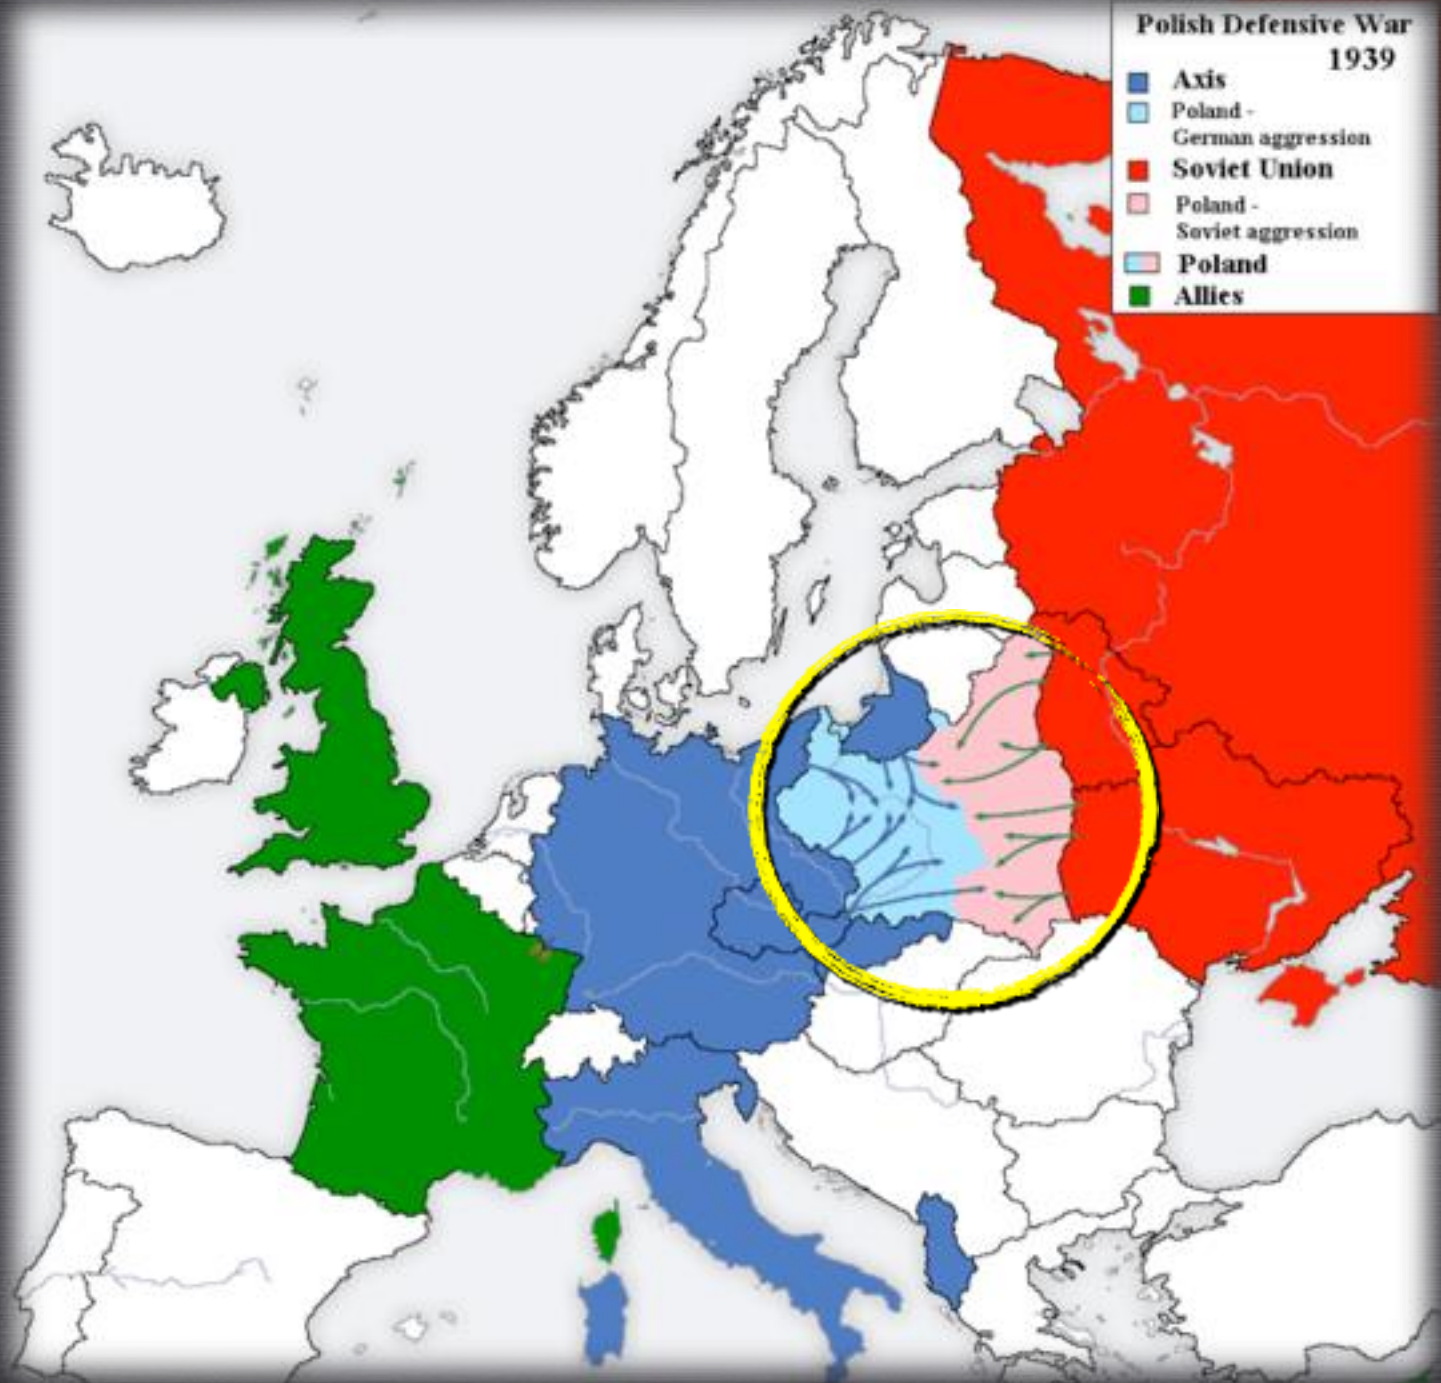 Polish Defensive War
1939
Axis
Poland -
German aggression
Soviet Union
Poland -
Soviet aggression
Poland
Allies